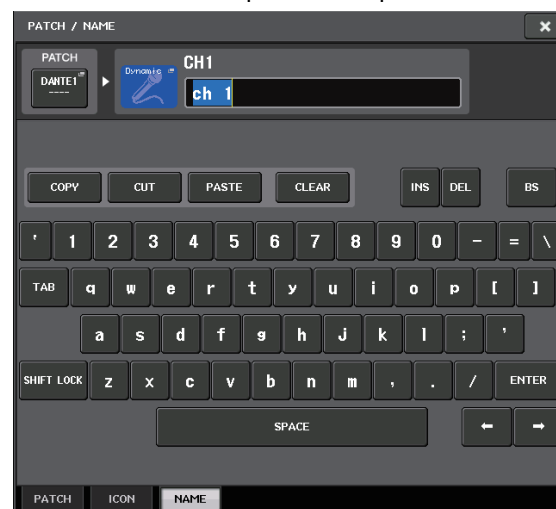 PATCH / NAME
PATCH
DANTE1
----
Dynamic
CH1
ch 1
COPY CUT PASTE CLEAR INS DEL BS
' 1 2 3 4 5 6 7 8 9 0 - = \
TAB q w e r t y u i o p [ ]
a s d f g h j k l ; '
SHIFT LOCK z x c v b n m , . / ENTER
SPACE ← →
PATCH ICON NAME